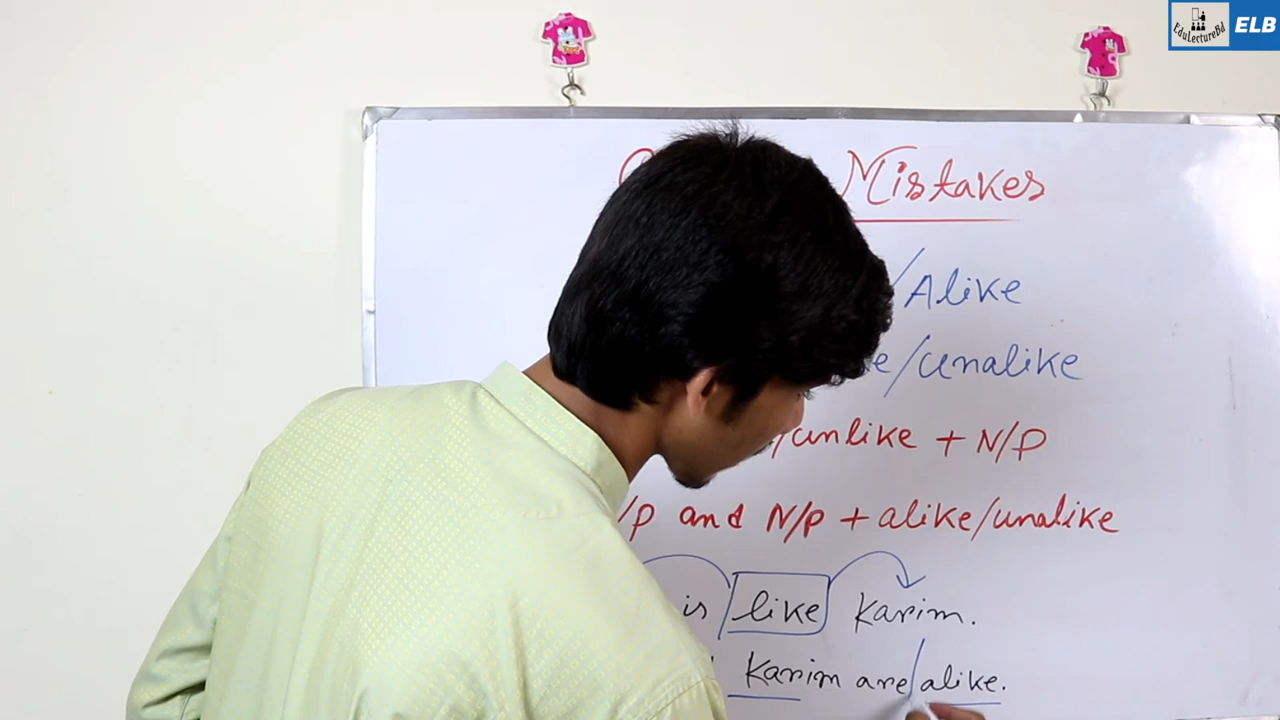 EduLectureBd ELB
Mistakes
/Alike
e/unalike
/unlike + N/P
/P and N/P + alike/unalike
is like Karim.
Karim are/alike.